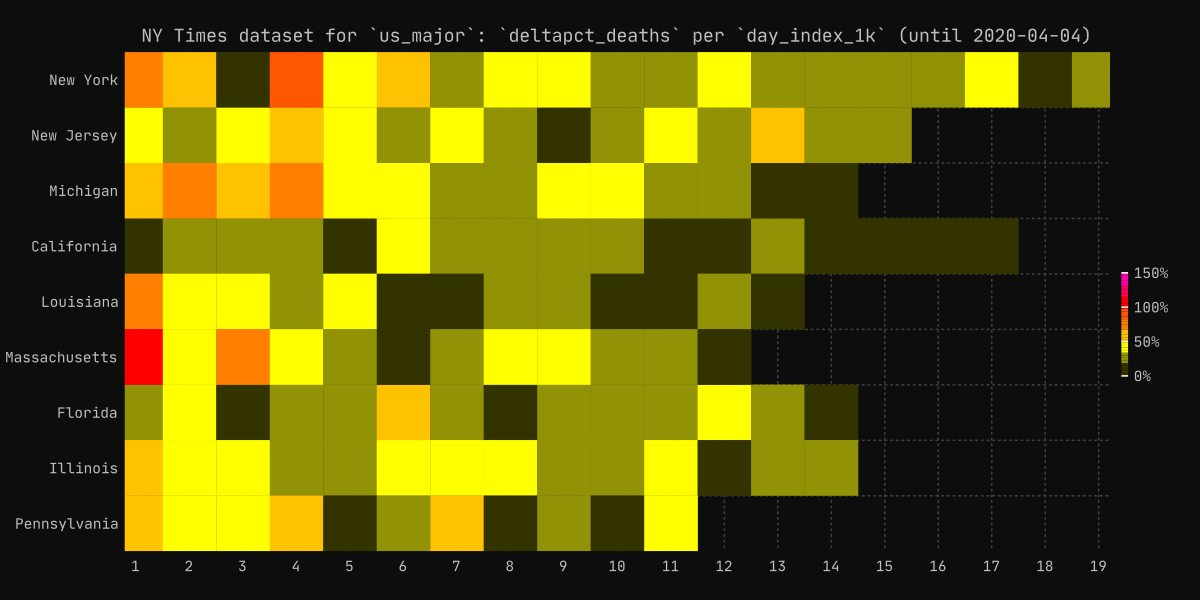 NY Times dataset for `us_major`: `deltapct_deaths` per `day_index_1k` (until 2020-04-04)
New York
New Jersey
Michigan
California
Louisiana
Massachusetts
Florida
Illinois
Pennsylvania
150%
100%
50%
0%
1 2 3 4 5 6 7 8 9 10 11 12 13 14 15 16 17 18 19